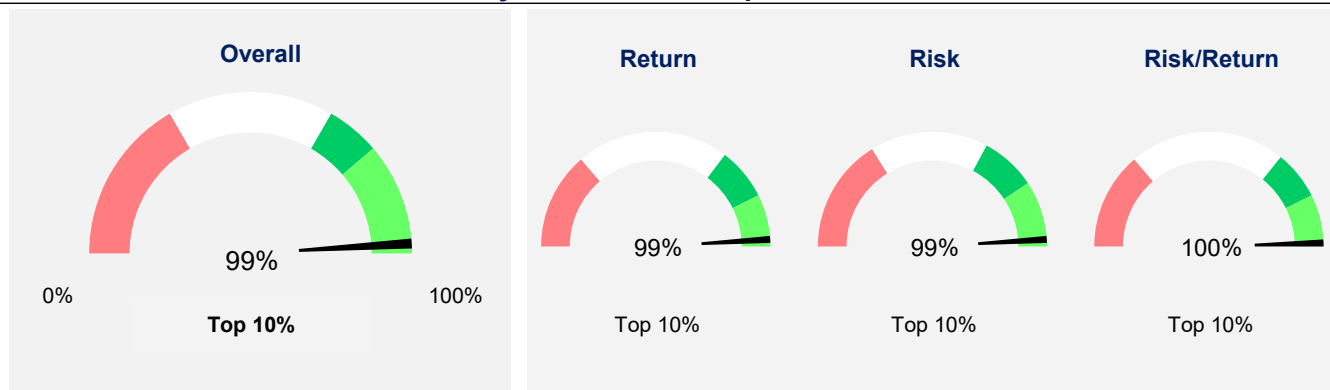 Overall
99%
0% 100%
Top 10%
Return Risk Risk/Return
99% 99% 100%
Top 10% Top 10% Top 10%